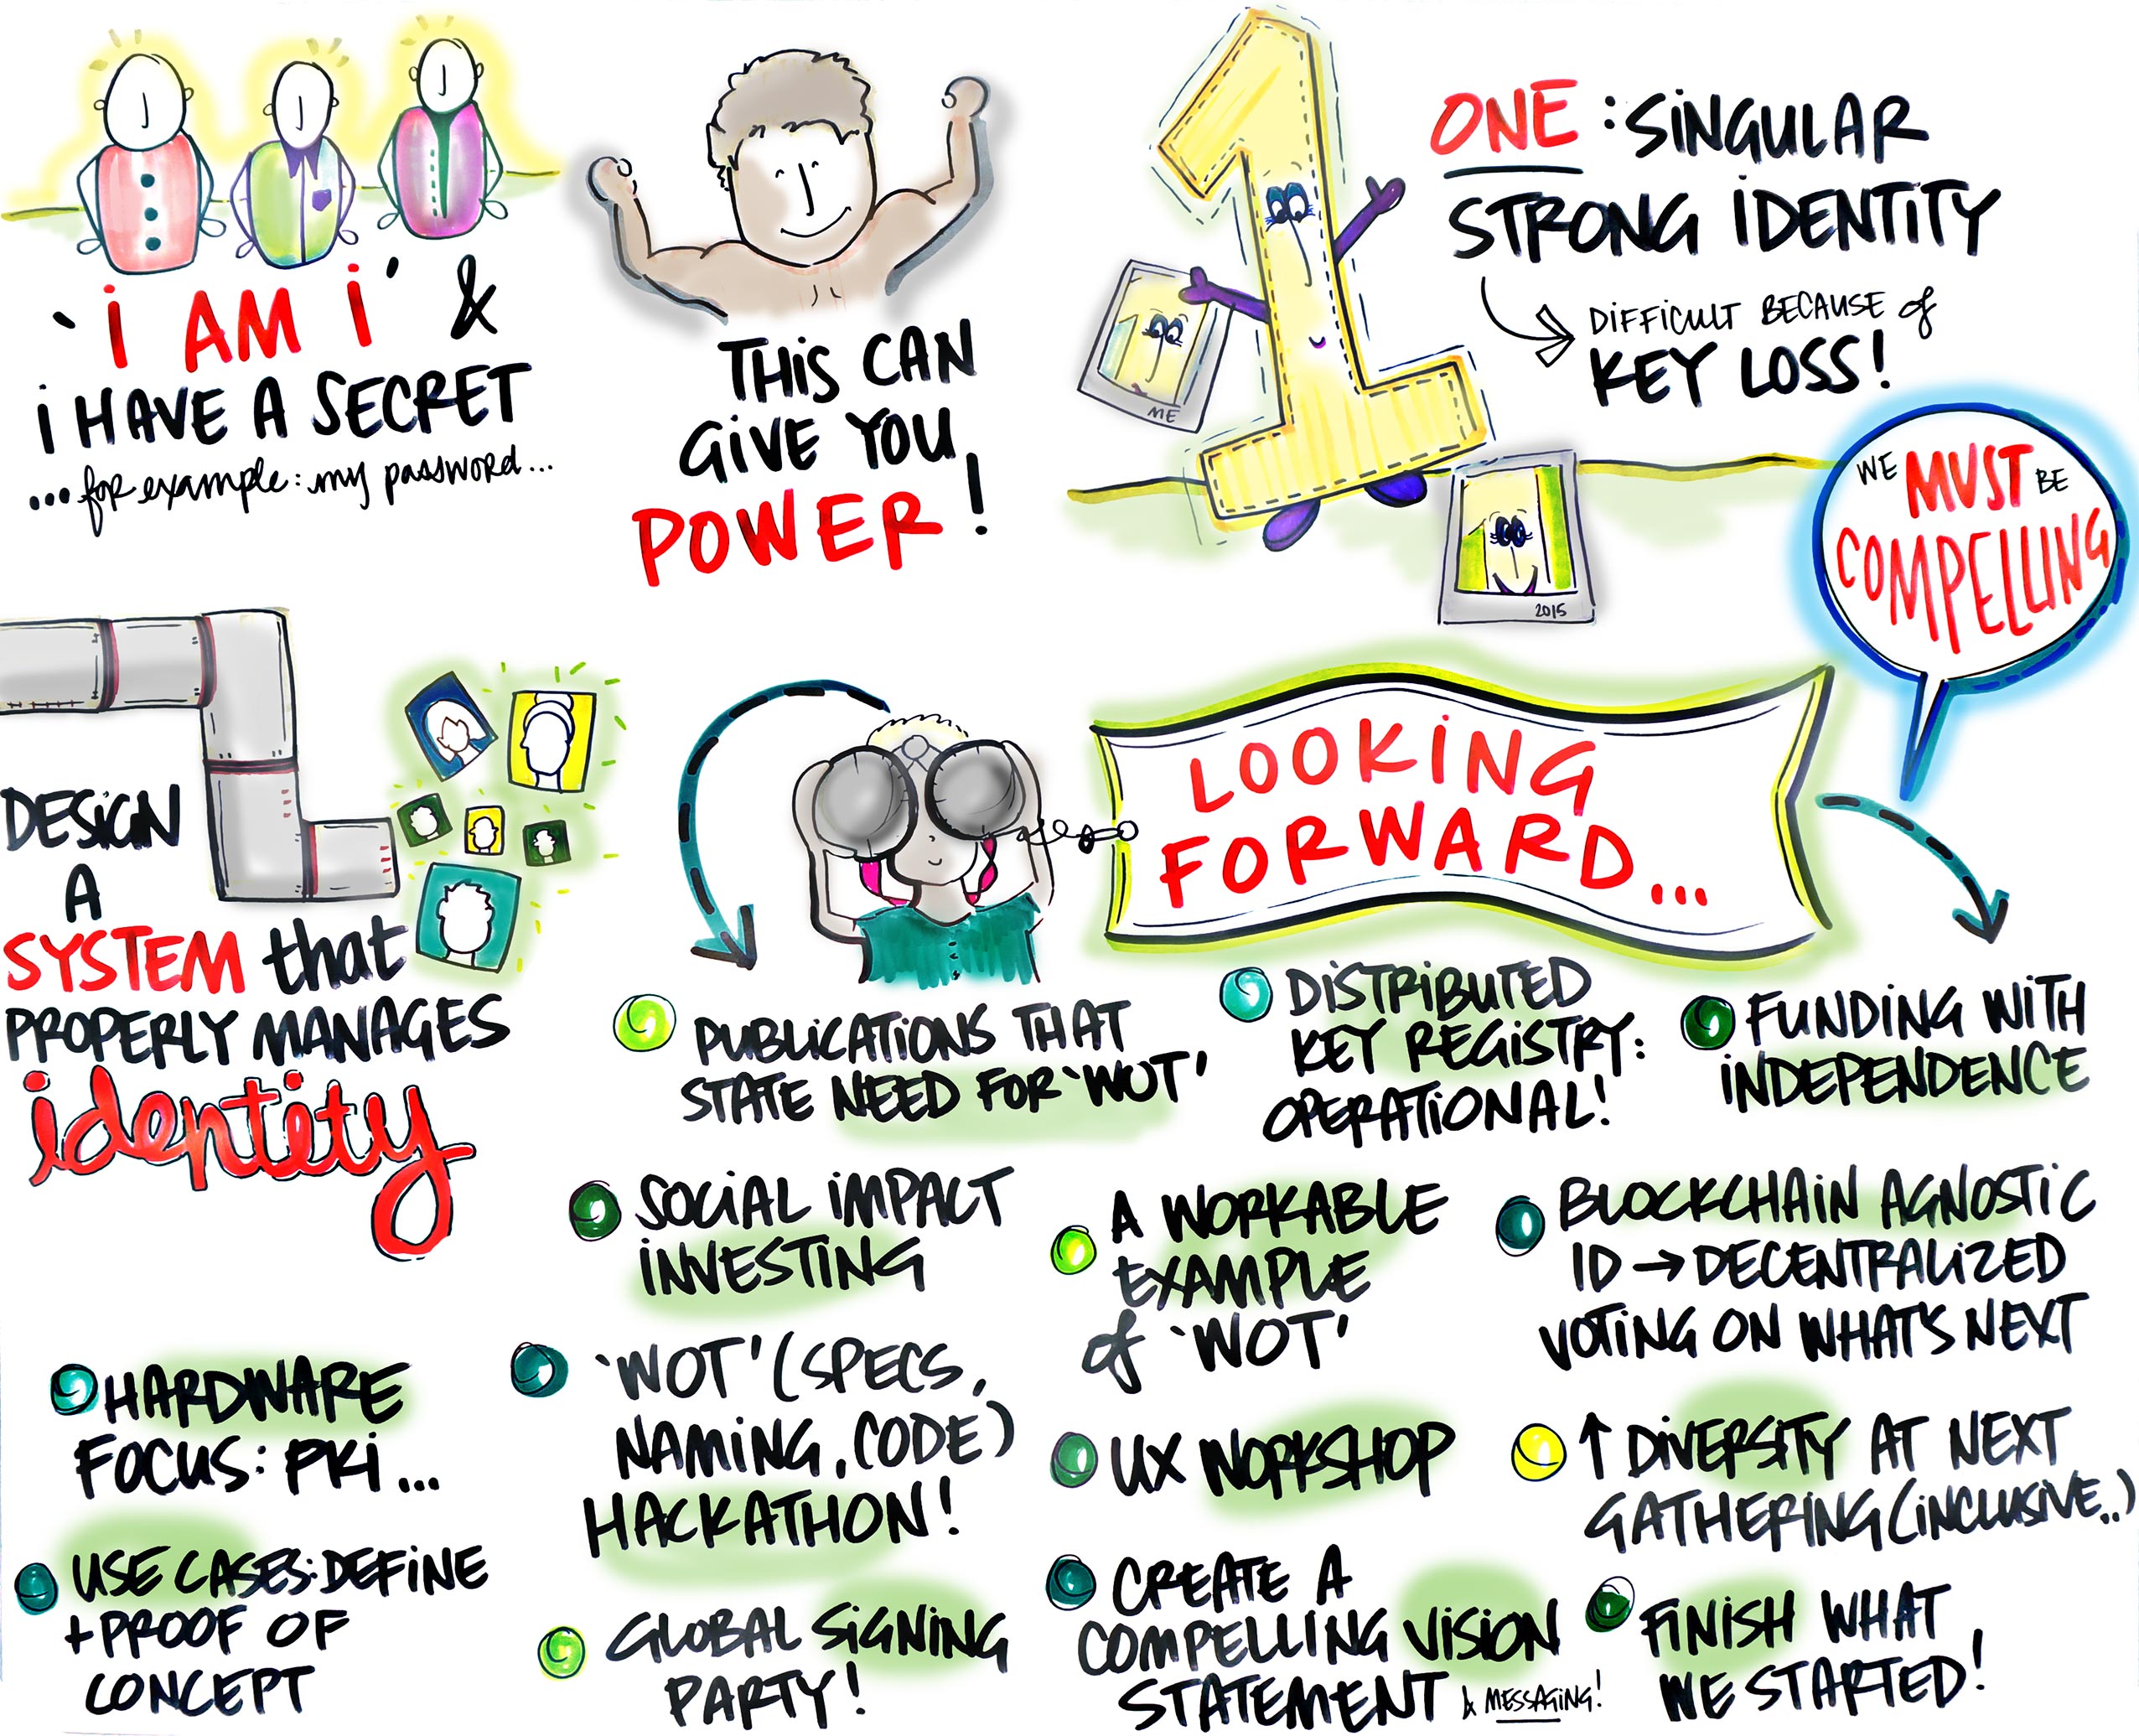 'I AM I' &
I HAVE A SECRET
... for example: my password...
THIS CAN
GIVE YOU
POWER!
ONE: SINGULAR
STRONG IDENTITY
DIFFICULT BECAUSE of
KEY LOSS!
ME
2015
WE MUST BE
COMPELLING
DESIGN
A
SYSTEM that
PROPERLY MANAGES
identity
LOOKING
FORWARD...
PUBLICATIONS THAT
STATE NEED FOR 'WOT'
DISTRIBUTED
KEY REGISTRY:
OPERATIONAL!
FUNDING WITH
INDEPENDENCE
SOCIAL IMPACT
INVESTING
A WORKABLE
EXAMPLE
of 'WOT'
BLOCKCHAIN AGNOSTIC
ID → DECENTRALIZED
VOTING ON WHAT'S NEXT
HARDWARE
FOCUS: PKI...
'WOT' (SPECS,
NAMING, CODE)
HACKATHON!
UX WORKSHOP
↑ DIVERSITY AT NEXT
GATHERING (INCLUSIVE..)
USE CASES: DEFINE
+ PROOF OF
CONCEPT
GLOBAL SIGNING
PARTY!
CREATE A
COMPELLING VISION
STATEMENT & MESSAGING!
FINISH WHAT
WE STARTED!